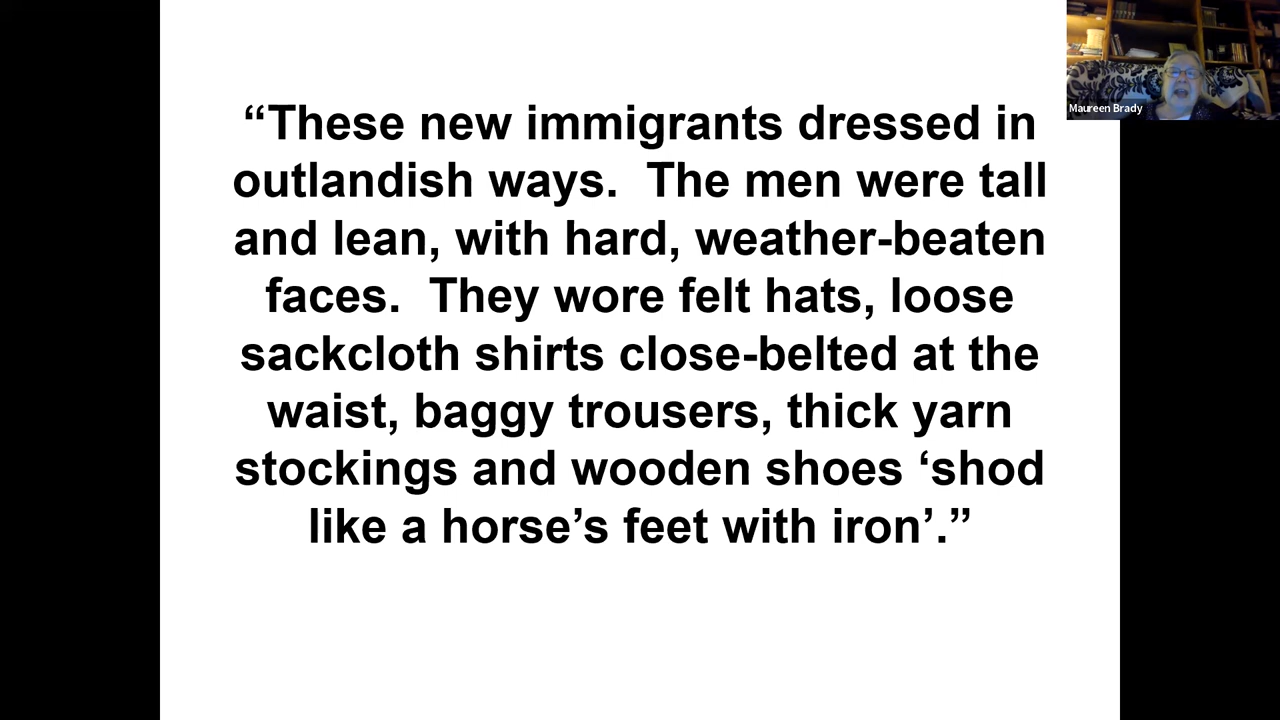 “These new immigrants dressed in
outlandish ways.  The men were tall
and lean, with hard, weather-beaten
faces.  They wore felt hats, loose
sackcloth shirts close-belted at the
waist, baggy trousers, thick yarn
stockings and wooden shoes ‘shod
like a horse’s feet with iron’.”
Maureen Brady